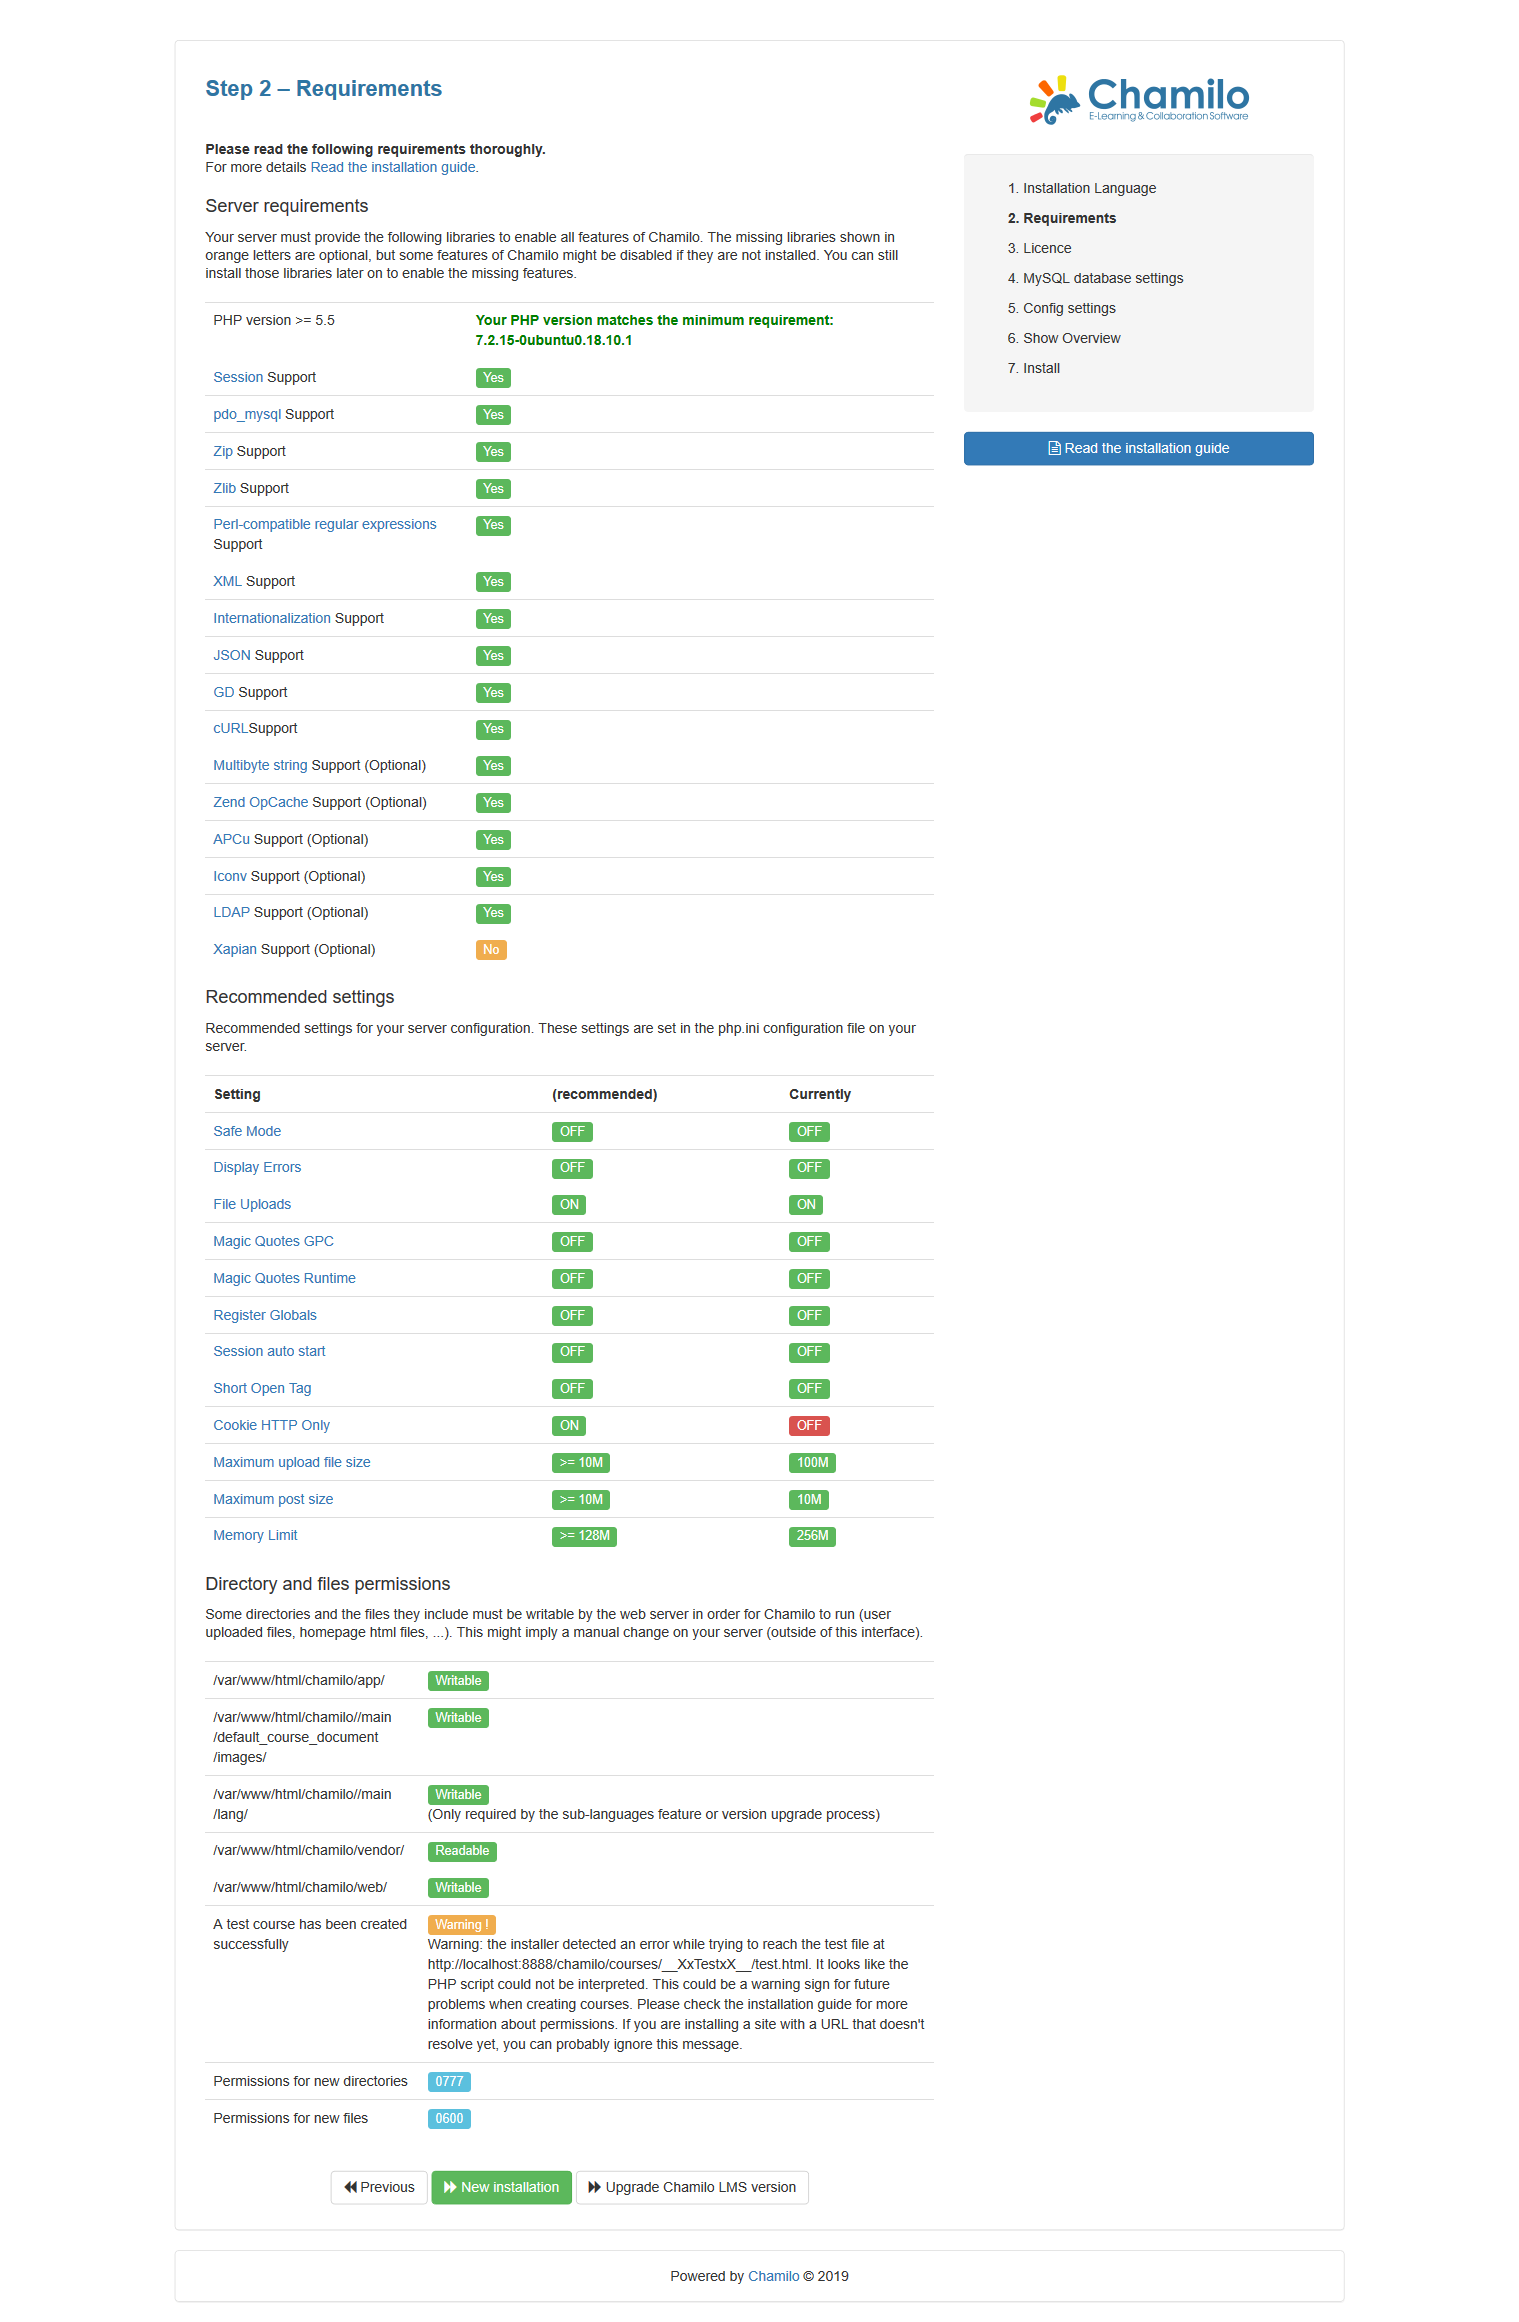 Step 2 – Requirements
Chamilo
E-Learning & Collaboration Software
Please read the following requirements thoroughly.
For more details Read the installation guide.
Server requirements
Your server must provide the following libraries to enable all features of Chamilo. The missing libraries shown in
orange letters are optional, but some features of Chamilo might be disabled if they are not installed. You can still
install those libraries later on to enable the missing features.
PHP version >= 5.5 Your PHP version matches the minimum requirement:
7.2.15-0ubuntu0.18.10.1
Session Support Yes
pdo_mysql Support Yes
Zip Support Yes
Zlib Support Yes
Perl-compatible regular expressions Yes
Support
XML Support Yes
Internationalization Support Yes
JSON Support Yes
GD Support Yes
cURLSupport Yes
Multibyte string Support (Optional) Yes
Zend OpCache Support (Optional) Yes
APCu Support (Optional) Yes
Iconv Support (Optional) Yes
LDAP Support (Optional) Yes
Xapian Support (Optional) No
Recommended settings
Recommended settings for your server configuration. These settings are set in the php.ini configuration file on your
server.
Setting (recommended) Currently
Safe Mode OFF OFF
Display Errors OFF OFF
File Uploads ON ON
Magic Quotes GPC OFF OFF
Magic Quotes Runtime OFF OFF
Register Globals OFF OFF
Session auto start OFF OFF
Short Open Tag OFF OFF
Cookie HTTP Only ON OFF
Maximum upload file size >= 10M 100M
Maximum post size >= 10M 10M
Memory Limit >= 128M 256M
Directory and files permissions
Some directories and the files they include must be writable by the web server in order for Chamilo to run (user
uploaded files, homepage html files, ...). This might imply a manual change on your server (outside of this interface).
/var/www/html/chamilo/app/ Writable
/var/www/html/chamilo//main Writable
/default_course_document
/images/
/var/www/html/chamilo//main Writable
/lang/ (Only required by the sub-languages feature or version upgrade process)
/var/www/html/chamilo/vendor/ Readable
/var/www/html/chamilo/web/ Writable
A test course has been created Warning !
successfully Warning: the installer detected an error while trying to reach the test file at
http://localhost:8888/chamilo/courses/__XxTestxX__/test.html. It looks like the
PHP script could not be interpreted. This could be a warning sign for future
problems when creating courses. Please check the installation guide for more
information about permissions. If you are installing a site with a URL that doesn't
resolve yet, you can probably ignore this message.
Permissions for new directories 0777
Permissions for new files 0600
Previous New installation Upgrade Chamilo LMS version
1. Installation Language
2. Requirements
3. Licence
4. MySQL database settings
5. Config settings
6. Show Overview
7. Install
Read the installation guide
Powered by Chamilo © 2019